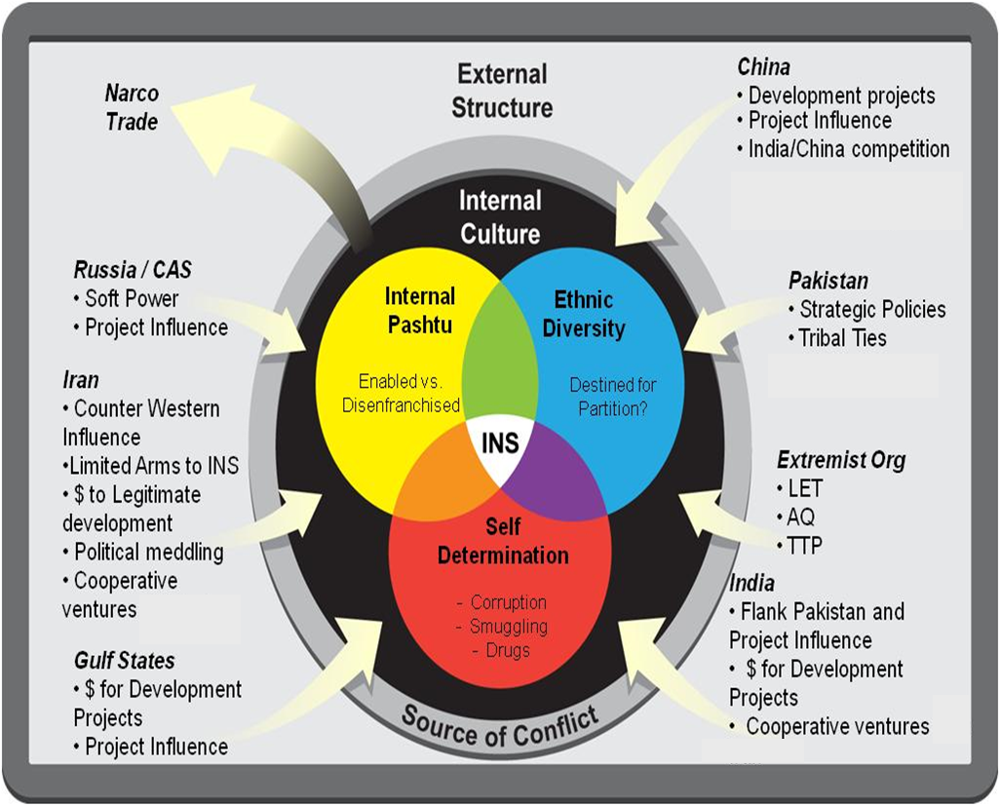 External
Structure
Narco
Trade
China
• Development projects
• Project Influence
• India/China competition
Internal
Culture
Russia / CAS
• Soft Power
• Project Influence
Internal
Pashtu
Enabled vs.
Disenfranchised
Ethnic
Diversity
Destined for
Partition?
Pakistan
• Strategic Policies
• Tribal Ties
Iran
• Counter Western
Influence
•Limited Arms to INS
• $ to Legitimate
development
• Political meddling
• Cooperative
ventures
INS
Extremist Org
• LET
• AQ
• TTP
Self
Determination
- Corruption
- Smuggling
- Drugs
India
• Flank Pakistan and
Project Influence
• $ for Development
Projects
• Cooperative ventures
Gulf States
• $ for Development
Projects
• Project Influence
Source of Conflict